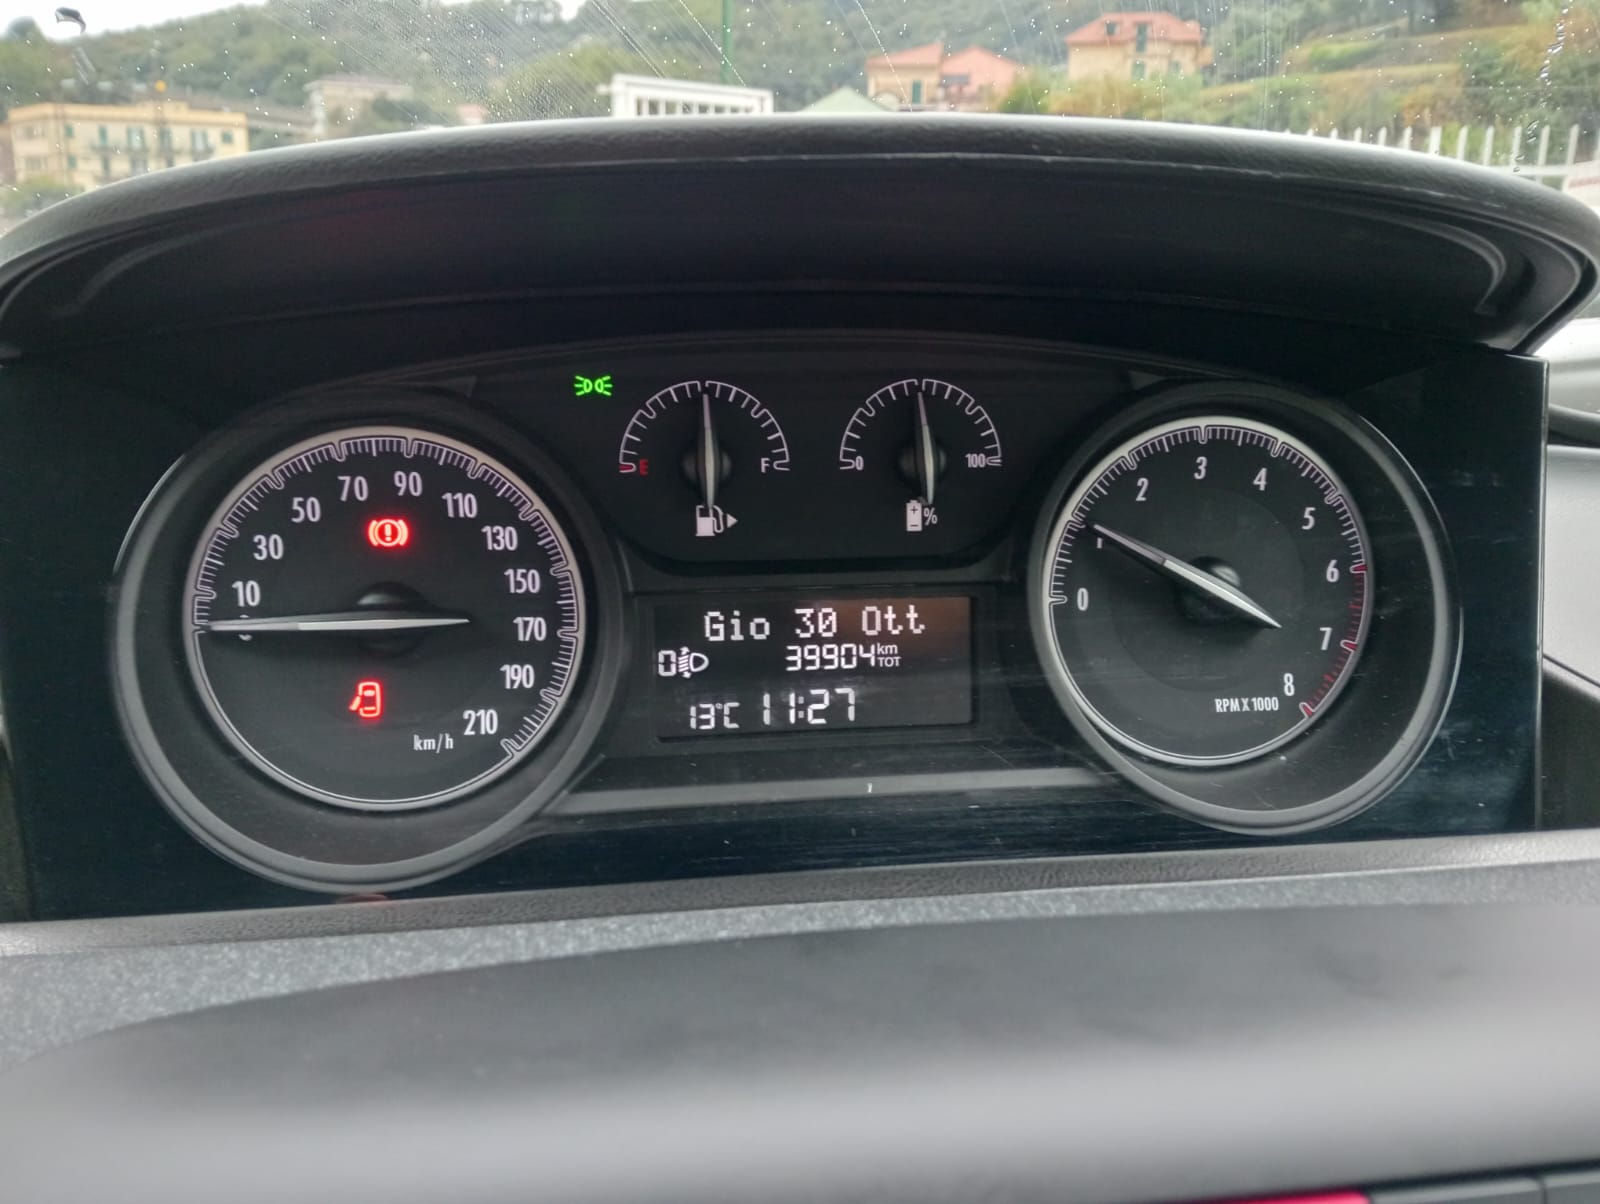 E F
0 100
%
10 30 50 70 90 110 130 150 170 190 210
km/h
Gio 30 Ott
0 39904 km TOT
13°C 11:27
0 1 2 3 4 5 6 7 8
RPM X 1000